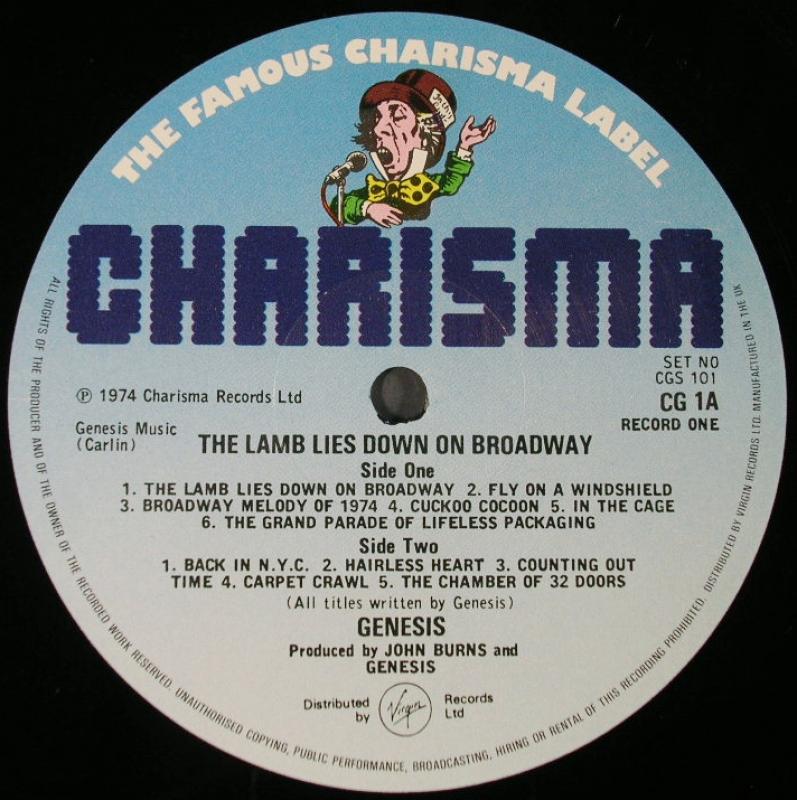 THE FAMOUS CHARISMA LABEL
CHARISMA
SET NO
CGS 101
℗ 1974 Charisma Records Ltd
CG 1A
RECORD ONE
Genesis Music
(Carlin)
THE LAMB LIES DOWN ON BROADWAY
Side One
1. THE LAMB LIES DOWN ON BROADWAY 2. FLY ON A WINDSHIELD
3. BROADWAY MELODY OF 1974 4. CUCKOO COCOON 5. IN THE CAGE
6. THE GRAND PARADE OF LIFELESS PACKAGING
Side Two
1. BACK IN N.Y.C. 2. HAIRLESS HEART 3. COUNTING OUT
TIME 4. CARPET CRAWL 5. THE CHAMBER OF 32 DOORS
(All titles written by Genesis)
GENESIS
Produced by JOHN BURNS and
GENESIS
Distributed
by
Virgin
Records
Ltd
ALL RIGHTS OF THE PRODUCER AND OF THE OWNER OF THE RECORDED WORK RESERVED. UNAUTHORISED COPYING, PUBLIC PERFORMANCE, BROADCASTING, HIRING OR RENTAL OF THIS RECORDING PROHIBITED. DISTRIBUTED BY VIRGIN RECORDS LTD. MANUFACTURED IN THE UK